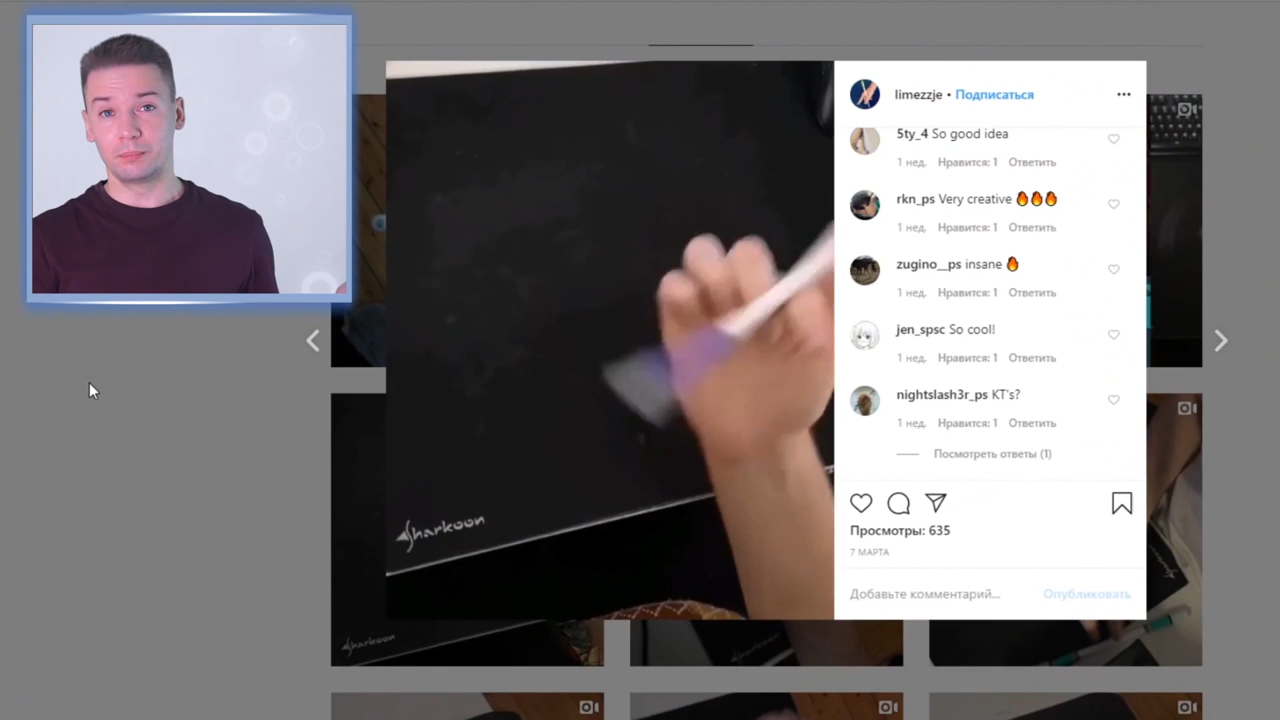 limezzje • Подписаться
5ty_4 So good idea
1 нед. Нравится: 1 Ответить
rkn_ps Very creative 🔥🔥🔥
1 нед. Нравится: 1 Ответить
zugino__ps insane 🔥
1 нед. Нравится: 1 Ответить
jen_spsc So cool!
1 нед. Нравится: 1 Ответить
nightslash3r_ps KT's?
1 нед. Нравится: 1 Ответить
Посмотреть ответы (1)
Просмотры: 635
7 МАРТА
Добавьте комментарий... Опубликовать
Sharkoon
Sharkoon